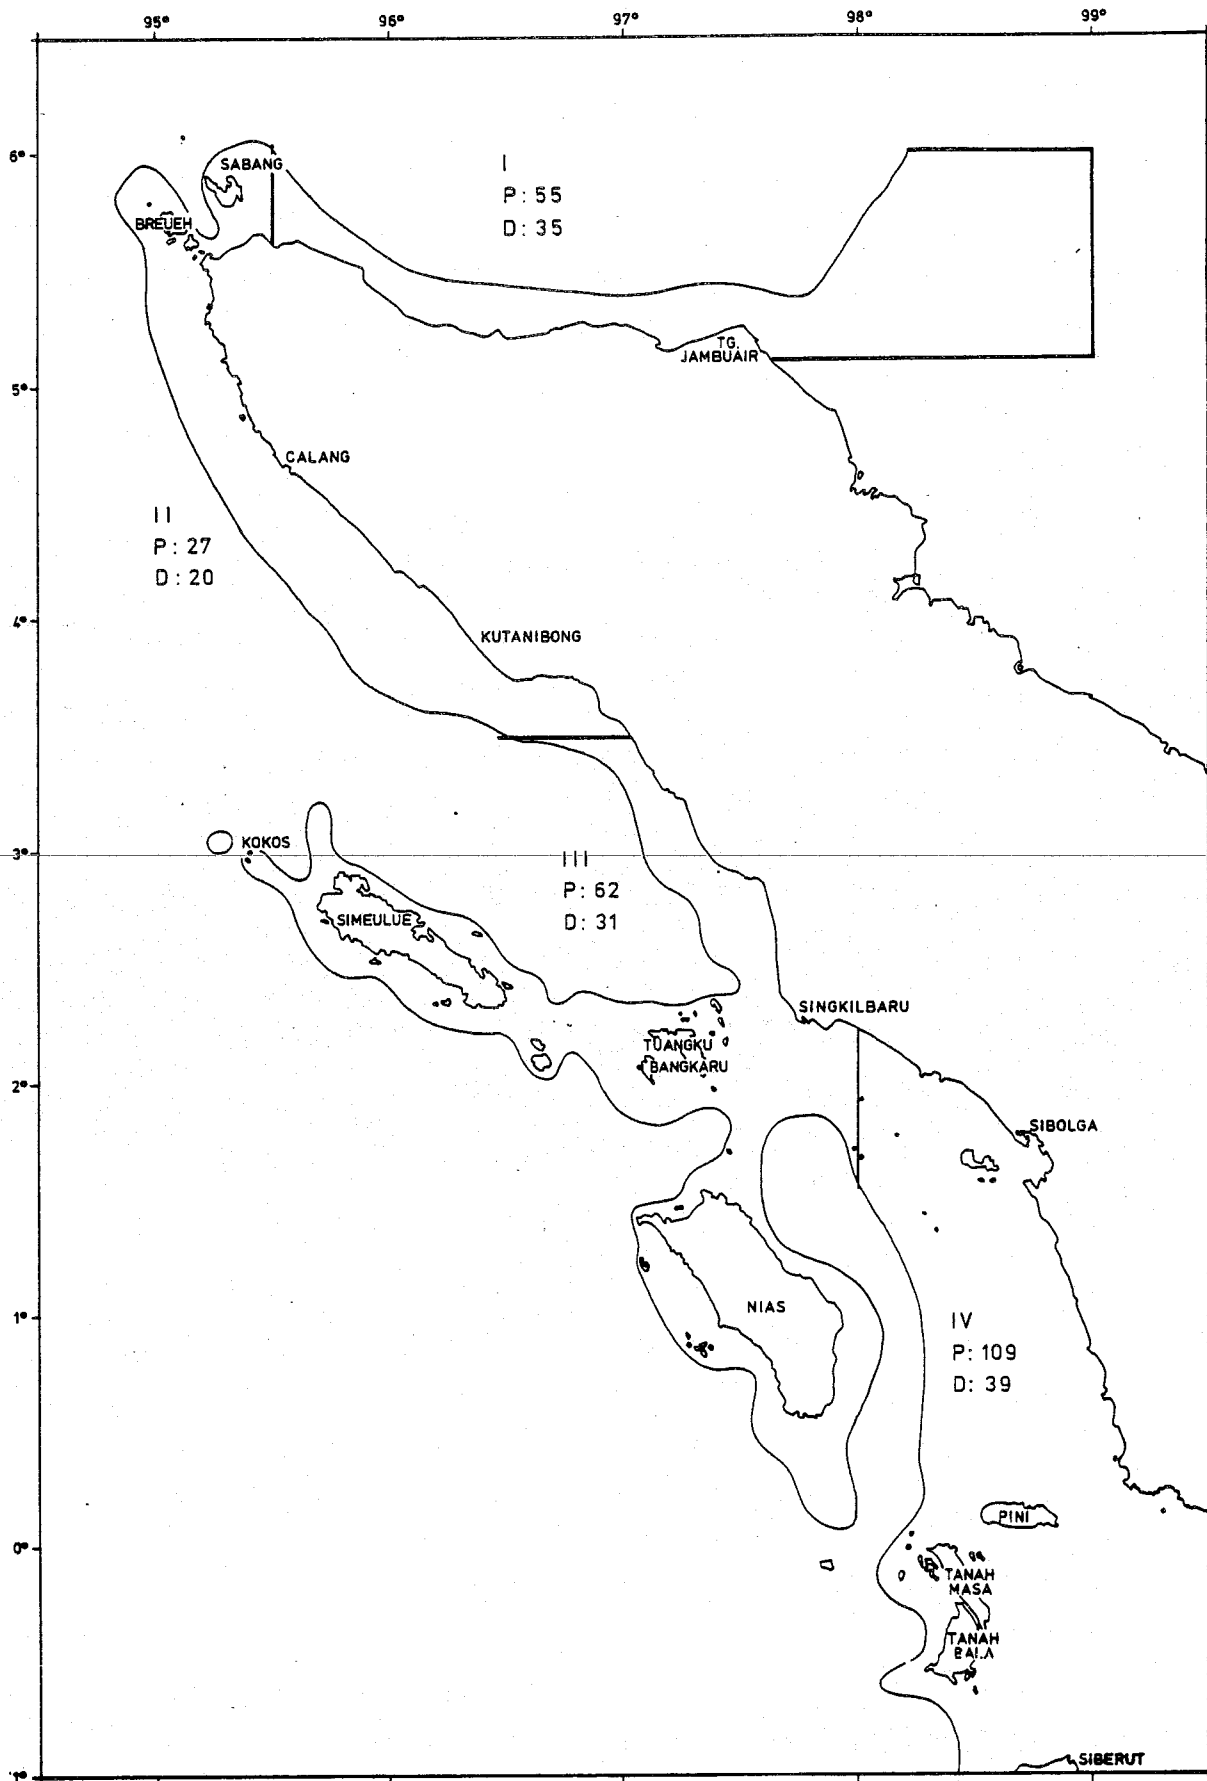 95° 96° 97° 98° 99°
6°
SABANG
I
P: 55
D: 35
BREUEH
TG.
JAMBUAIR
5°
CALANG
II
P: 27
D: 20
4°
KUTANIBONG
3°
KOKOS
III
P: 62
D: 31
SIMEULUE
SINGKILBARU
TUANGKU
BANGKARU
2°
SIBOLGA
NIAS
1°
IV
P: 109
D: 39
PINI
0°
TANAH
MASA
TANAH
BALA
SIBERUT
1°